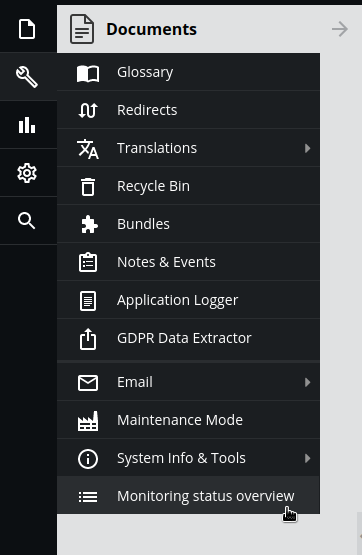 Documents
Glossary
Redirects
Translations
Recycle Bin
Bundles
Notes & Events
Application Logger
GDPR Data Extractor
Email
Maintenance Mode
System Info & Tools
Monitoring status overview